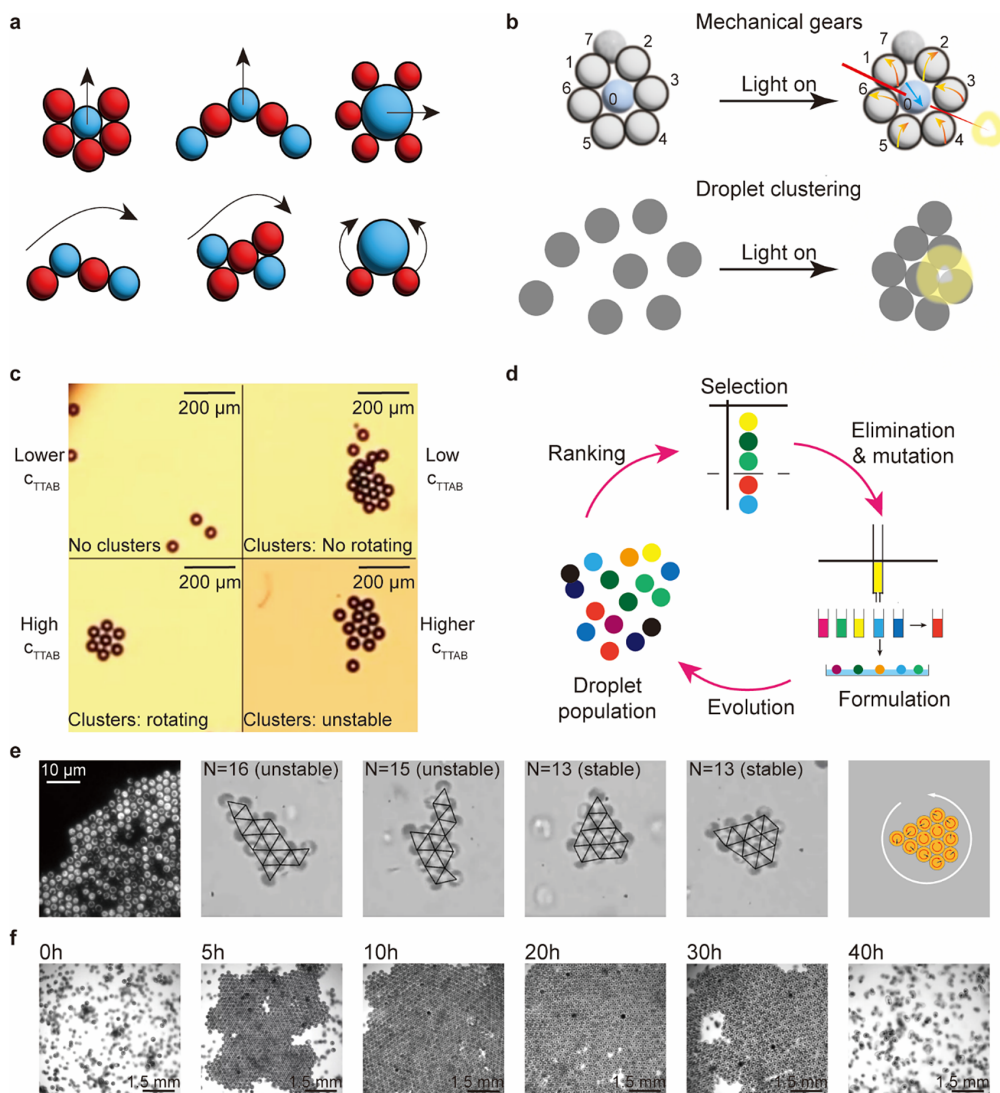 a
b
Mechanical gears
7
1
2
6
0
3
5
4
Light on
7
1
2
6
0
3
5
4
Droplet clustering
Light on
c
200 µm
200 µm
Lower
cTTAB
Low
cTTAB
No clusters
Clusters: No rotating
200 µm
200 µm
High
cTTAB
Higher
cTTAB
Clusters: rotating
Clusters: unstable
d
Selection
Ranking
Elimination
& mutation
Droplet
population
Evolution
Formulation
e
10 µm
N=16 (unstable)
N=15 (unstable)
N=13 (stable)
N=13 (stable)
f
0h
5h
10h
20h
30h
40h
1.5 mm
1.5 mm
1.5 mm
1.5 mm
1.5 mm
1.5 mm